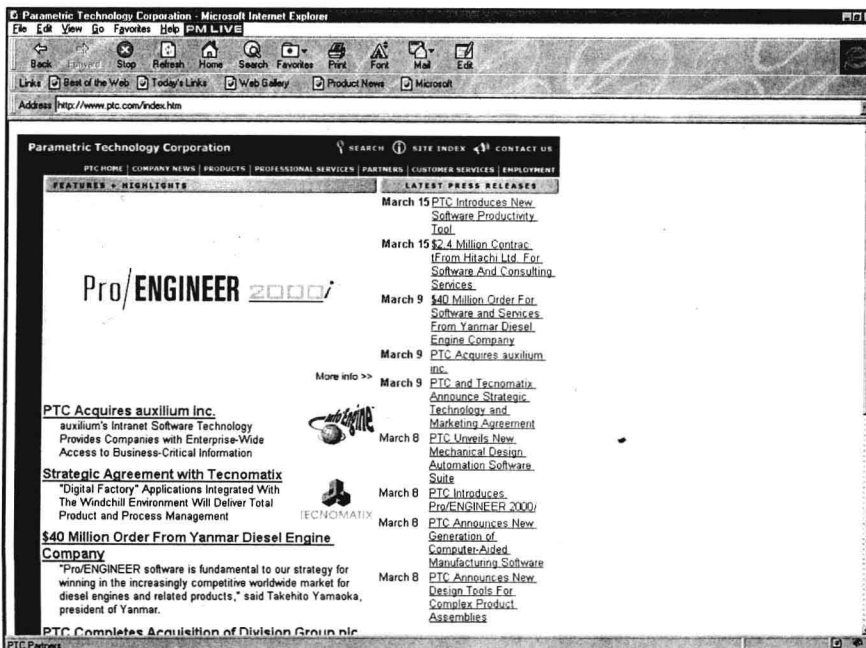 Parametric Technology Corporation - Microsoft Internet Explorer
File Edit View Go Favorites Help PM LIVE
Back Forward Stop Refresh Home Search Favorites Print Font Mail Edit
Links Best of the Web Today's Links Web Gallery Product News Microsoft
Address http://www.ptc.com/index.htm
Parametric Technology Corporation SEARCH SITE INDEX CONTACT US
PTC HOME | COMPANY NEWS | PRODUCTS | PROFESSIONAL SERVICES | PARTNERS | CUSTOMER SERVICES | EMPLOYMENT
FEATURES + HIGHLIGHTS
Pro/ENGINEER 2000i
More info >>
PTC Acquires auxilium inc.
auxilium's Intranet Software Technology
Provides Companies with Enterprise-Wide
Access to Business-Critical Information
auto Engine
Strategic Agreement with Tecnomatix
"Digital Factory" Applications Integrated With
The Windchill Environment Will Deliver Total
Product and Process Management
TECNOMATIX
$40 Million Order From Yanmar Diesel Engine
Company
"Pro/ENGINEER software is fundamental to our strategy for
winning in the increasingly competitive worldwide market for
diesel engines and related products," said Takehito Yamaoka,
president of Yanmar.
PTC Completes Acquisition of Division Group plc
LATEST PRESS RELEASES
March 15 PTC Introduces New
Software Productivity
Tool
March 15 $2.4 Million Contrac
tFrom Hitachi Ltd. For
Software And Consulting
Services
March 9 $40 Million Order For
Software and Services
From Yanmar Diesel
Engine Company
March 9 PTC Acquires auxilium
inc.
March 9 PTC and Tecnomatix
Announce Strategic
Technology and
Marketing Agreement
March 8 PTC Unveils New
Mechanical Design
Automation Software
Suite
March 8 PTC Introduces
Pro/ENGINEER 2000i
March 8 PTC Announces New
Generation of
Computer-Aided
Manufacturing Software
March 8 PTC Announces New
Design Tools For
Complex Product
Assemblies
PTC Partners